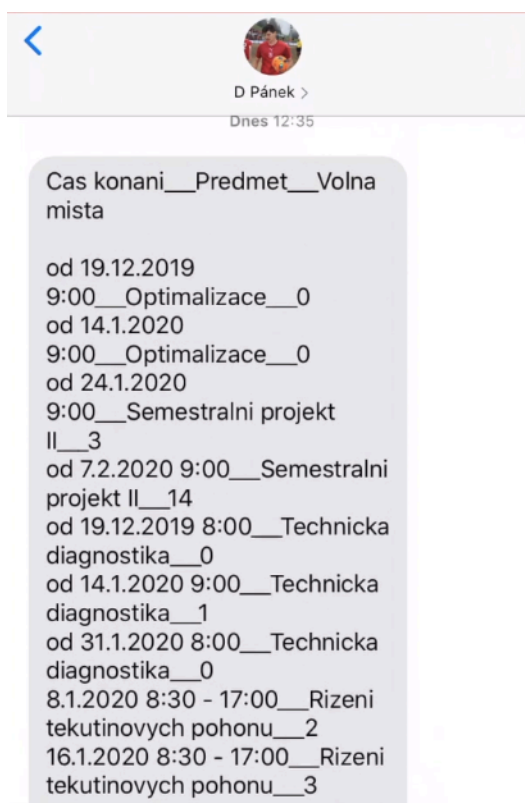 D Pánek >
Dnes 12:35
Cas konani__Predmet__Volna
mista
od 19.12.2019
9:00__Optimalizace__0
od 14.1.2020
9:00__Optimalizace__0
od 24.1.2020
9:00__Semestralni projekt
II__3
od 7.2.2020 9:00__Semestralni
projekt II__14
od 19.12.2019 8:00__Technicka
diagnostika__0
od 14.1.2020 9:00__Technicka
diagnostika__1
od 31.1.2020 8:00__Technicka
diagnostika__0
8.1.2020 8:30 - 17:00__Rizeni
tekutinovych pohonu__2
16.1.2020 8:30 - 17:00__Rizeni
tekutinovych pohonu__3